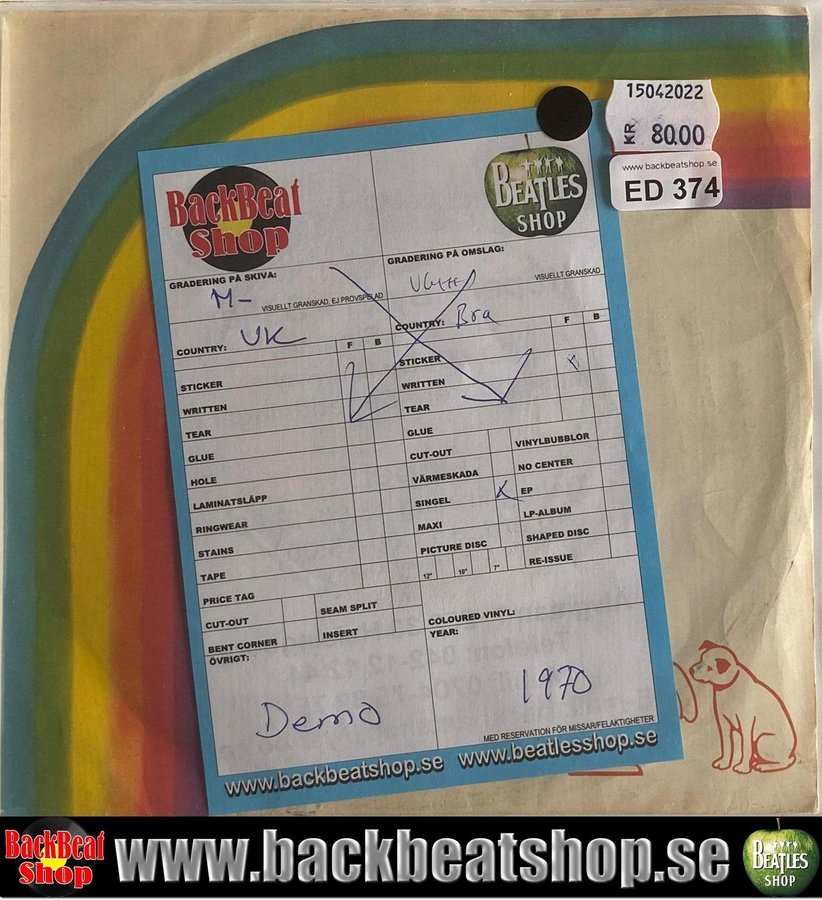 15042022
KR 80.00
www.backbeatshop.se
ED 374
BackBeat Shop
BEATLES SHOP
GRADERING PÅ SKIVA:
M-
VISUELLT GRANSKAD, EJ PROVSPELAD
GRADERING PÅ OMSLAG:
VISUELLT GRANSKAD
COUNTRY: UK
F B
STICKER
WRITTEN
TEAR
GLUE
HOLE
LAMINATSLÄPP
RINGWEAR
STAINS
TAPE
PRICE TAG
CUT-OUT
SEAM SPLIT
BENT CORNER
INSERT
COUNTRY: Bra
F B
STICKER
WRITTEN
TEAR
GLUE
CUT-OUT
VINYLBUBBLOR
VÄRMESKADA
NO CENTER
SINGEL X
EP
MAXI
LP-ALBUM
PICTURE DISC
SHAPED DISC
12" 10" 7"
RE-ISSUE
COLOURED VINYL:
ÖVRIGT:
Demo
YEAR:
1970
MED RESERVATION FÖR MISSAR/FELAKTIGHETER
www.backbeatshop.se www.beatlesshop.se
BackBeat Shop
www.backbeatshop.se
BEATLES SHOP